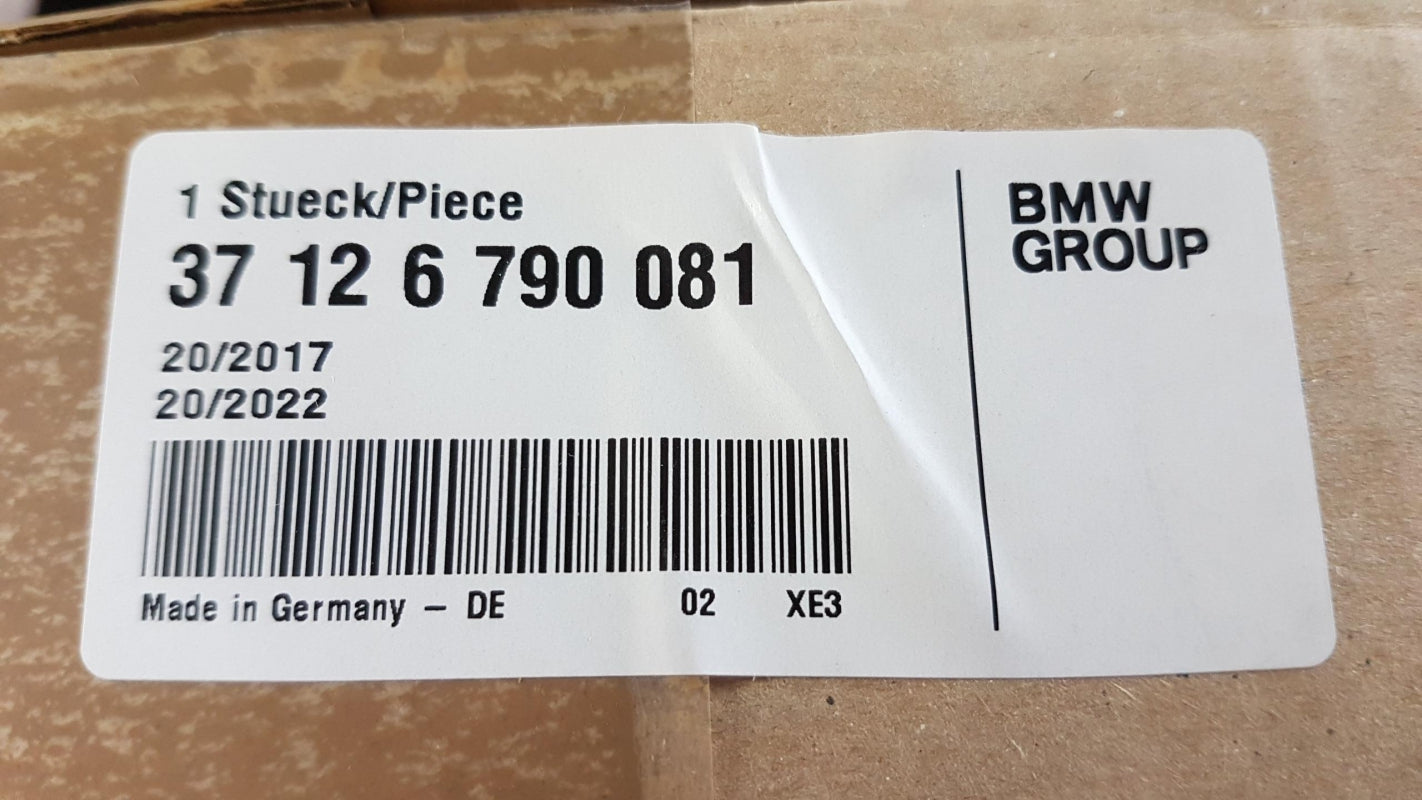 1 Stueck/Piece
37 12 6 790 081
20/2017
20/2022
Made in Germany – DE 02 XE3
BMW
GROUP